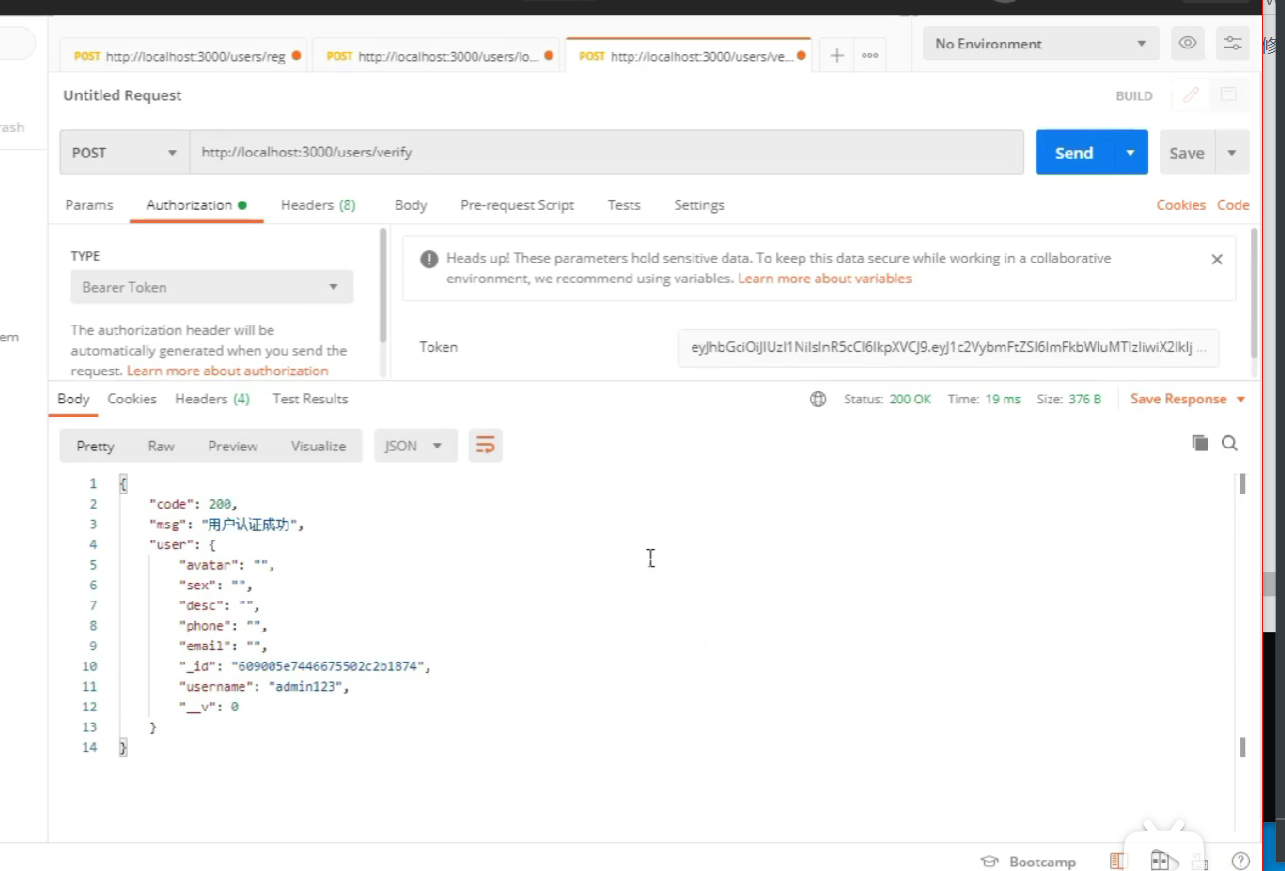 POST http://localhost:3000/users/reg POST http://localhost:3000/users/lo... POST http://localhost:3000/users/ve... No Environment
修
Untitled Request BUILD
POST http://localhost:3000/users/verify Send Save
Params Authorization Headers (8) Body Pre-request Script Tests Settings Cookies Code
TYPE
Bearer Token
The authorization header will be
automatically generated when you send the
request. Learn more about authorization
Heads up! These parameters hold sensitive data. To keep this data secure while working in a collaborative
environment, we recommend using variables. Learn more about variables
Token
Body Cookies Headers (4) Test Results Status: 200 OK Time: 19 ms Size: 376 B Save Response
Pretty Raw Preview Visualize JSON
1 {
2 "code": 200,
3 "msg": "用户认证成功",
4 "user": {
5 "avatar": "",
6 "sex": "",
7 "desc": "",
8 "phone": "",
9 "email": "",
10 "_id": "609005e7446675502c2b1874",
11 "username": "admin123",
12 "__v": 0
13 }
14 }
Bootcamp